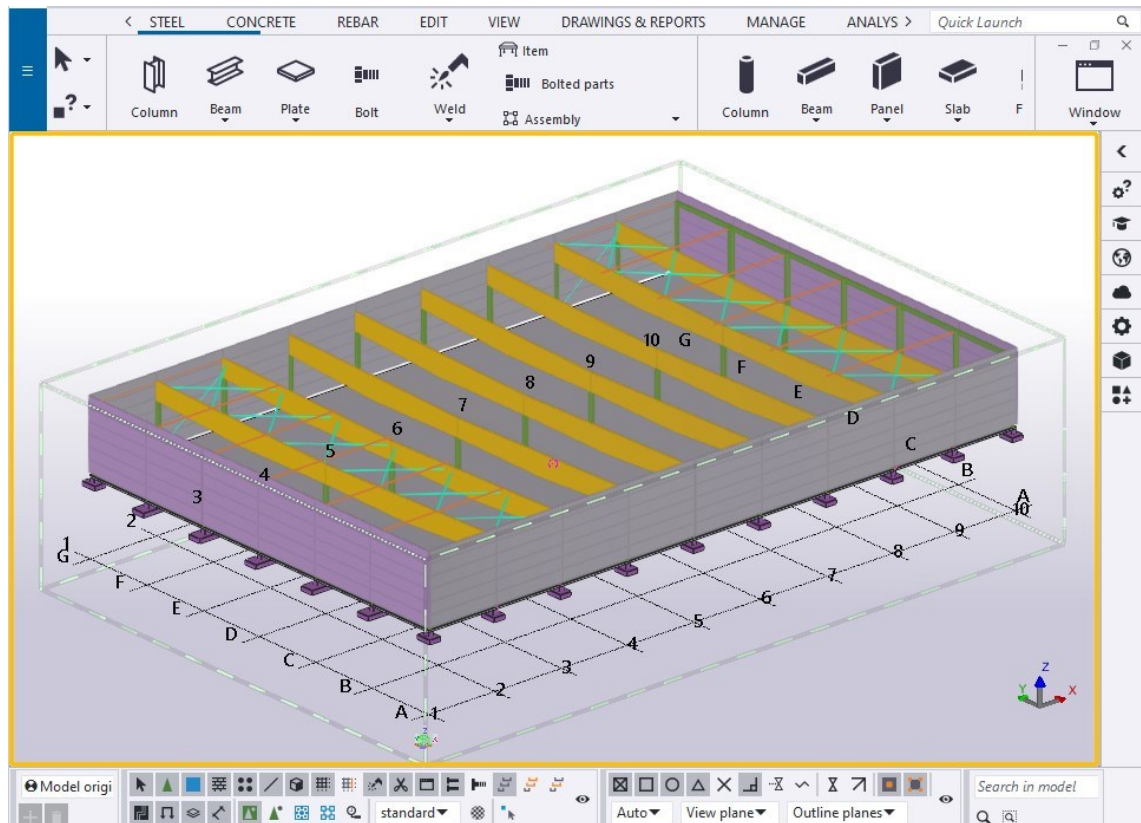 STEEL CONCRETE REBAR EDIT VIEW DRAWINGS & REPORTS MANAGE ANALYS Quick Launch
Item
Bolted parts
Column Beam Plate Bolt Weld Assembly Column Beam Panel Slab F Window
10 G
9 F
8 E
7 D
6 C
5 B
4 A
3 10
2 9
1 8
G 7
F 6
E 5
D 4
C 3
B 2
A 1
Z
Y X
Z
Model origi
Search in model
standard Auto View plane Outline planes